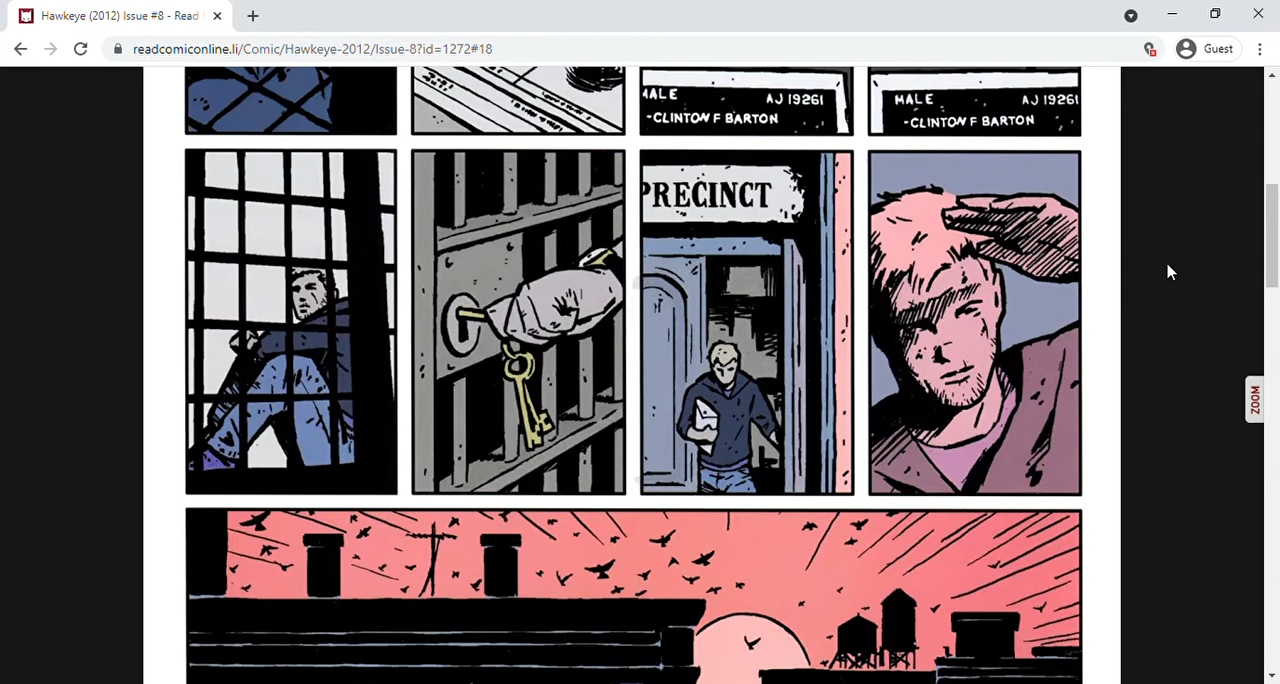 Hawkeye (2012) Issue #8 - Read
readcomiconline.li/Comic/Hawkeye-2012/Issue-8?id=1272#18
Guest
MALE AJ 19261
-CLINTON F BARTON
MALE AJ 19261
-CLINTON F BARTON
PRECINCT
ZOOM